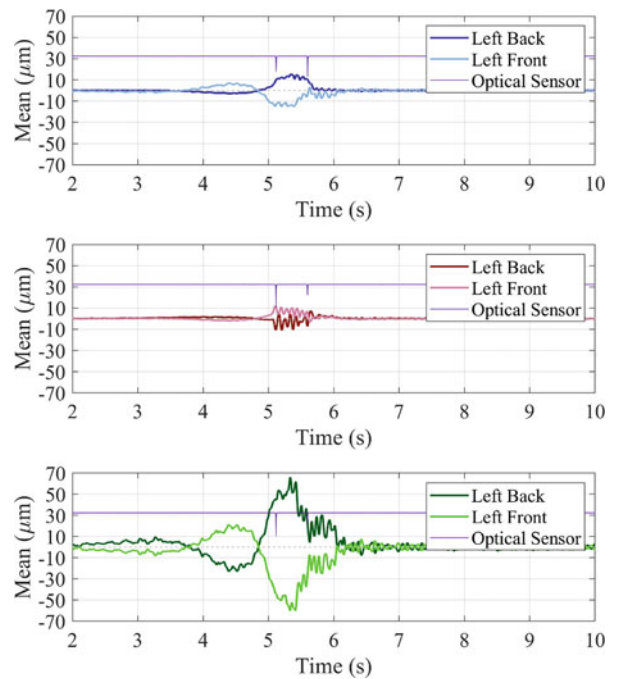 70
50
30
10
-10
-30
-50
-70
Mean (μm)
Left Back
Left Front
Optical Sensor
2 3 4 5 6 7 8 9 10
Time (s)
70
50
30
10
-10
-30
-50
-70
Mean (μm)
Left Back
Left Front
Optical Sensor
2 3 4 5 6 7 8 9 10
Time (s)
70
50
30
10
-10
-30
-50
-70
Mean (μm)
Left Back
Left Front
Optical Sensor
2 3 4 5 6 7 8 9 10
Time (s)